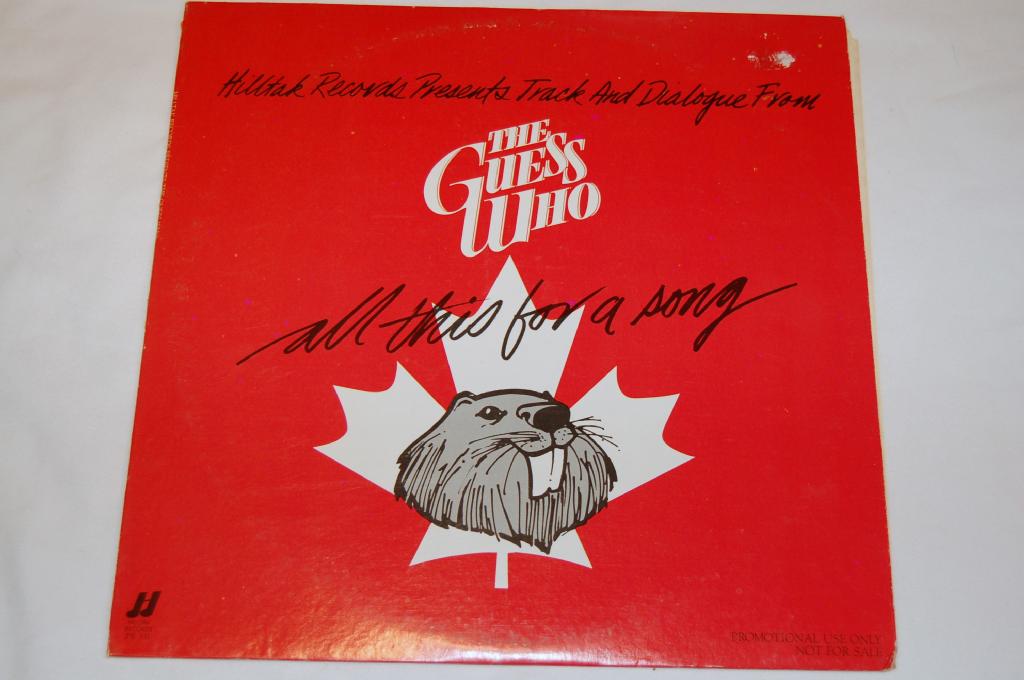 Hilltak Records Presents Track And Dialogue From
THE
GUESS
WHO
all this for a song
PROMOTIONAL USE ONLY
NOT FOR SALE
H
RECORDS